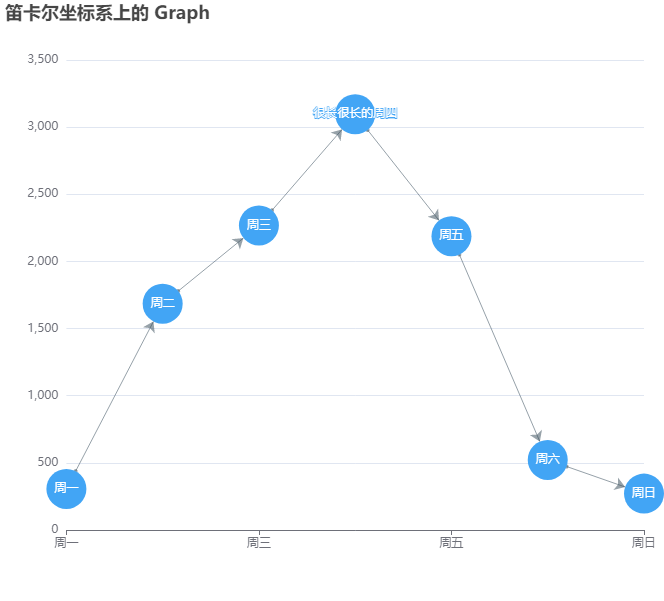 笛卡尔坐标系上的 Graph
3,500
3,000
2,500
2,000
1,500
1,000
500
0
很长很长的周四
周三
周五
周二
周六
周一
周日
周一
周三
周五
周日